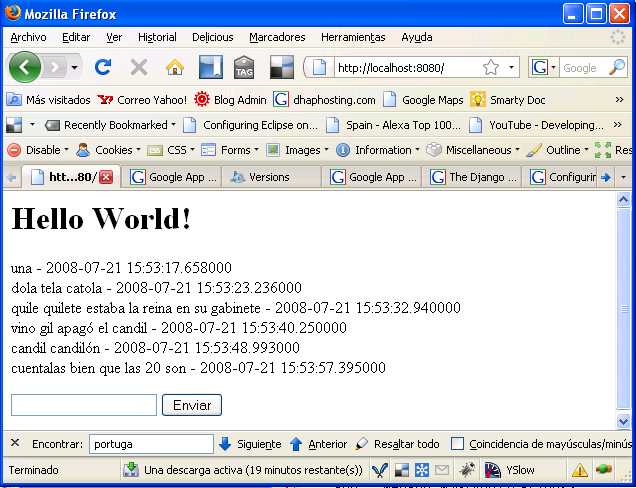 Mozilla Firefox
Archivo Editar Ver Historial Delicious Marcadores Herramientas Ayuda
TAG http://localhost:8080/ G Google
Más visitados Correo Yahoo! Blog Admin dhaphosting.com Google Maps Smarty Doc »
Recently Bookmarked Configuring Eclipse on... Spain - Alexa Top 100... YouTube - Developing... »
Disable Cookies CSS Forms Images Information Miscellaneous Outline Res
htt...80/ Google App ... Versions Google App ... The Django ... Configurin
Hello World!
una - 2008-07-21 15:53:17.658000
dola tela catola - 2008-07-21 15:53:23.236000
quile quilete estaba la reina en su gabinete - 2008-07-21 15:53:32.940000
vino gil apagó el candil - 2008-07-21 15:53:40.250000
candil candilón - 2008-07-21 15:53:48.993000
cuentalas bien que las 20 son - 2008-07-21 15:53:57.395000
Enviar
Encontrar: portuga Siguiente Anterior Resaltar todo Coincidencia de mayúsculas/minús
Terminado Una descarga activa (19 minutos restante(s)) YSlow